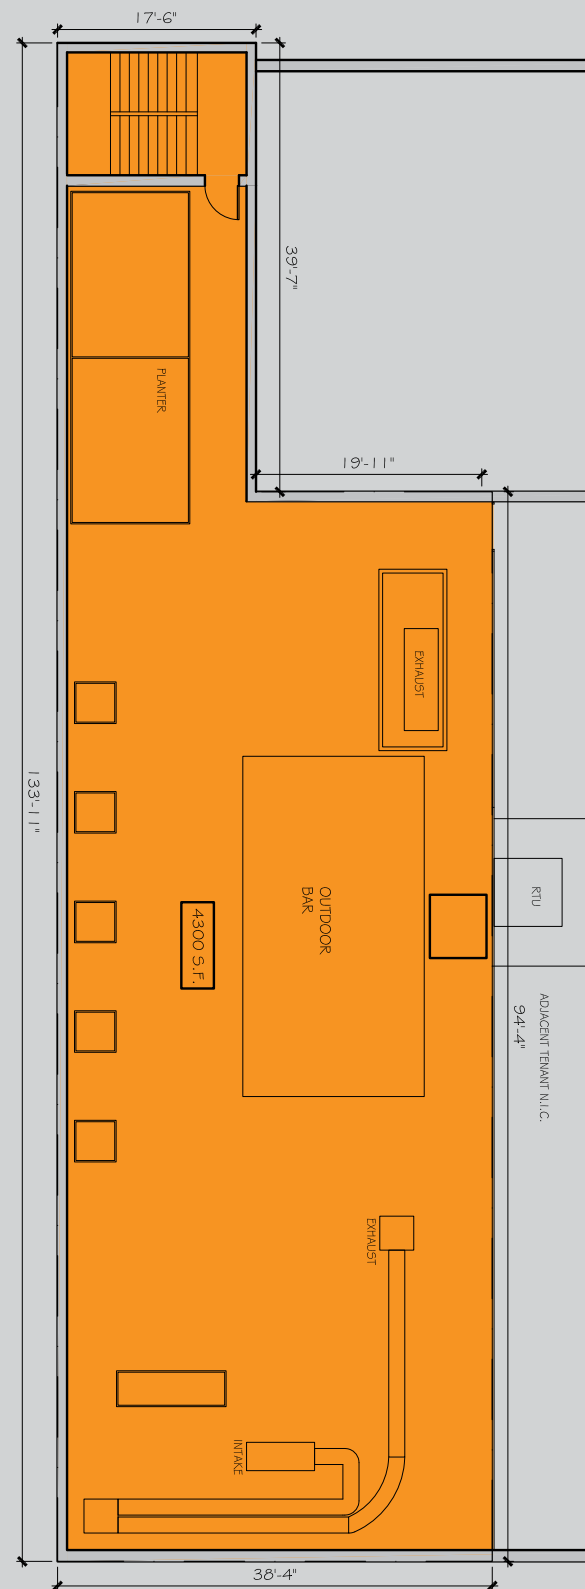 17'-6"
39'-7"
PLANTER
19'-11"
EXHAUST
133'-11"
OUTDOOR
BAR
RTU
4300 S.F.
ADJACENT TENANT N.I.C.
94'-4"
EXHAUST
INTAKE
38'-4"